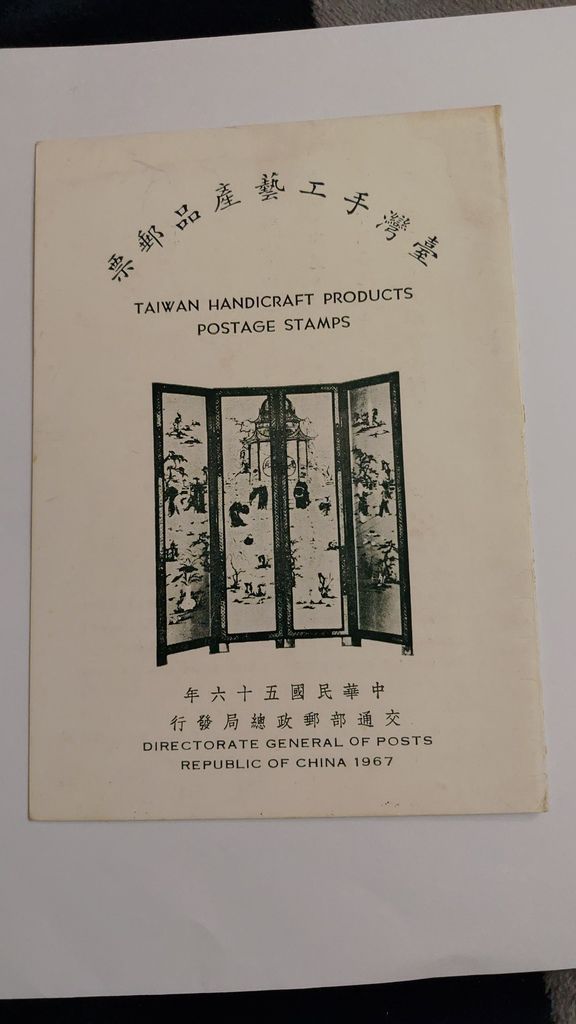 臺灣手工藝產品郵票
TAIWAN HANDICRAFT PRODUCTS
POSTAGE STAMPS
中華民國五十六年
交通部郵政總局發行
DIRECTORATE GENERAL OF POSTS
REPUBLIC OF CHINA 1967